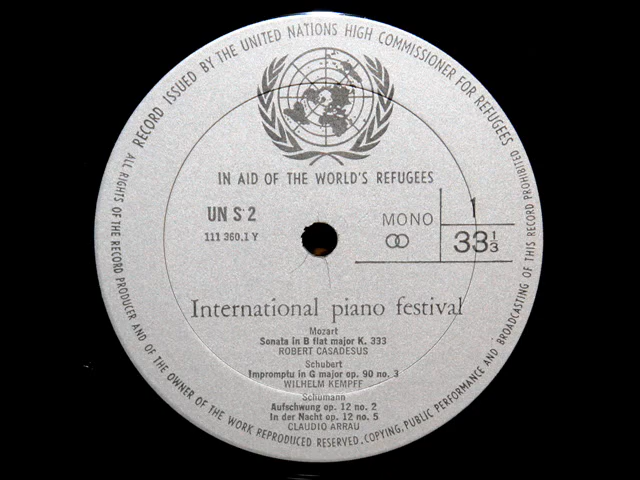 RECORD ISSUED BY THE UNITED NATIONS HIGH COMMISSIONER FOR REFUGEES
ALL RIGHTS OF THE RECORD PRODUCER AND OF THE OWNER OF THE WORK REPRODUCED RESERVED. COPYING, PUBLIC PERFORMANCE AND BROADCASTING OF THIS RECORD PROHIBITED
IN AID OF THE WORLD'S REFUGEES
UN S 2
111 360.1 Y
MONO
1
33 1/3
International piano festival
Mozart
Sonata in B flat major K. 333
ROBERT CASADESUS
Schubert
Impromptu in G major op. 90 no. 3
WILHELM KEMPFF
Schumann
Aufschwung op. 12 no. 2
In der Nacht op. 12 no. 5
CLAUDIO ARRAU